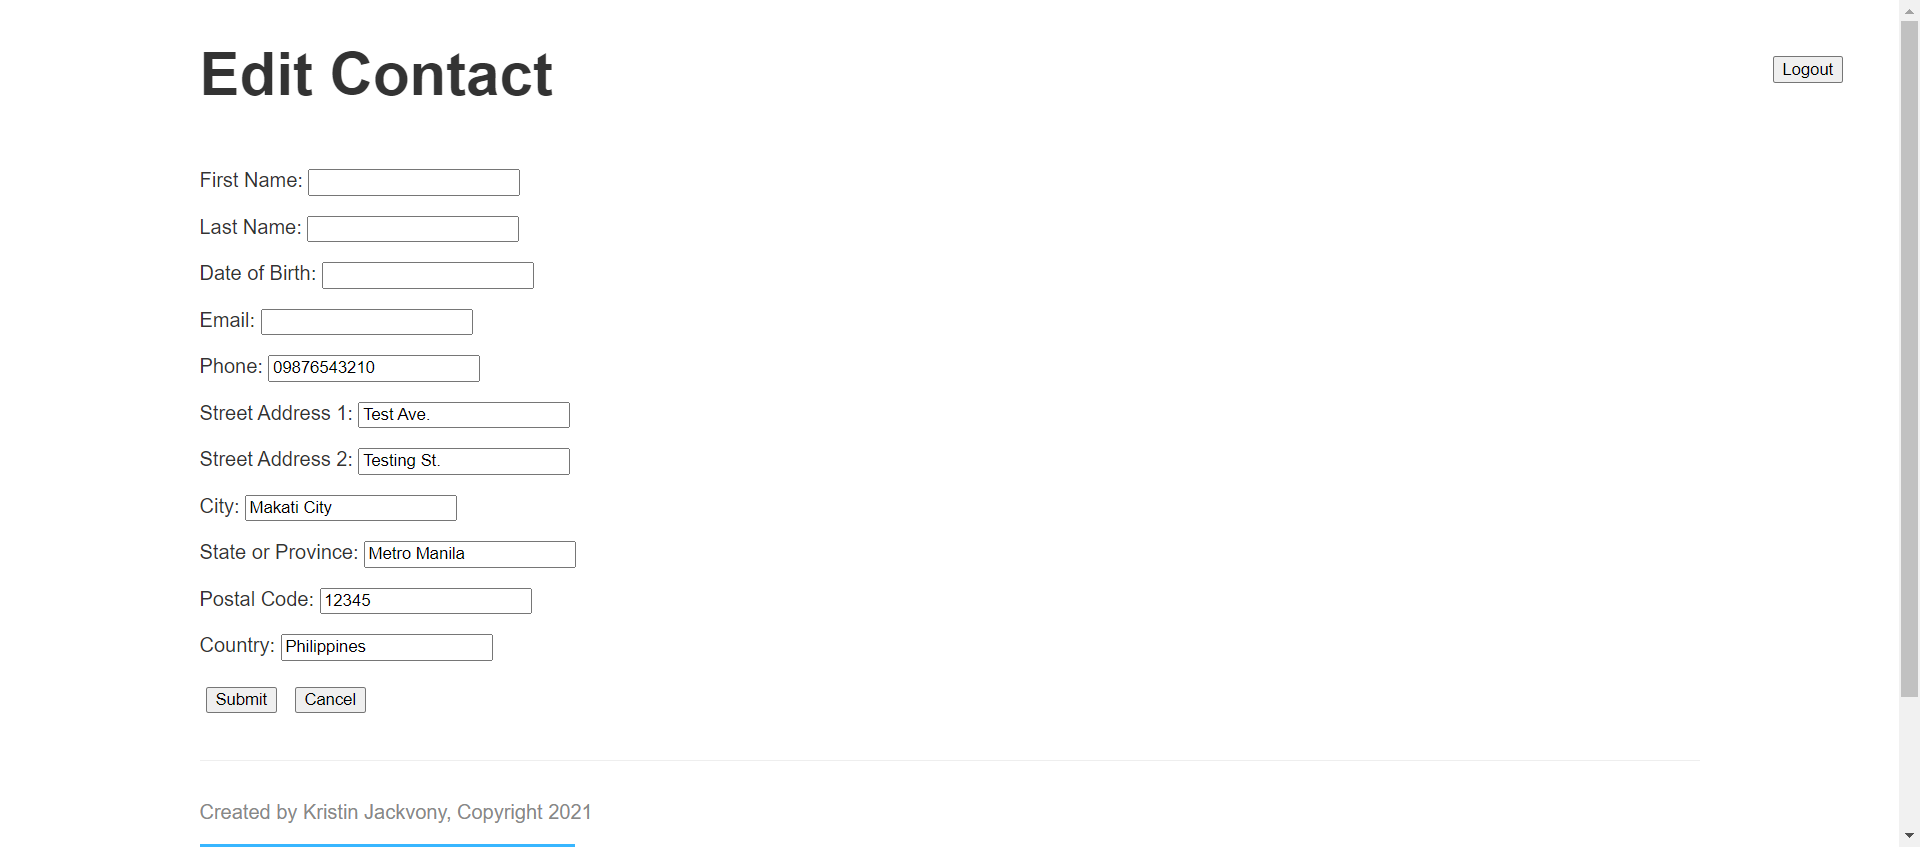 Edit Contact
Logout
First Name:
Last Name:
Date of Birth:
Email:
Phone: 09876543210
Street Address 1: Test Ave.
Street Address 2: Testing St.
City: Makati City
State or Province: Metro Manila
Postal Code: 12345
Country: Philippines
Submit Cancel
Created by Kristin Jackvony, Copyright 2021